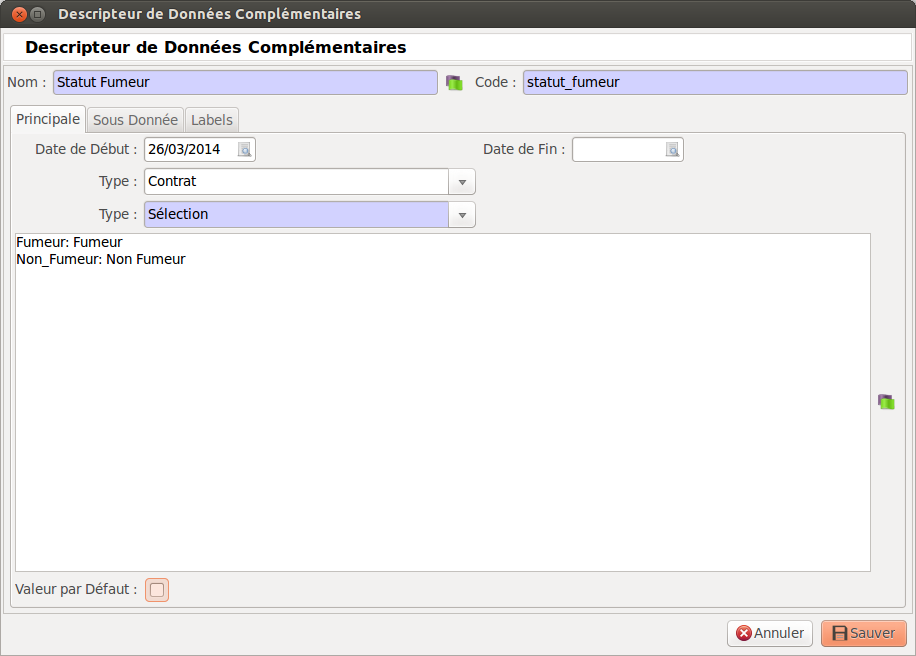 Descripteur de Données Complémentaires
Descripteur de Données Complémentaires
Nom : Statut Fumeur Code : statut_fumeur
Principale Sous Donnée Labels
Date de Début : 26/03/2014 Date de Fin :
Type : Contrat
Type : Sélection
Fumeur: Fumeur
Non_Fumeur: Non Fumeur
Valeur par Défaut :
Annuler Sauver